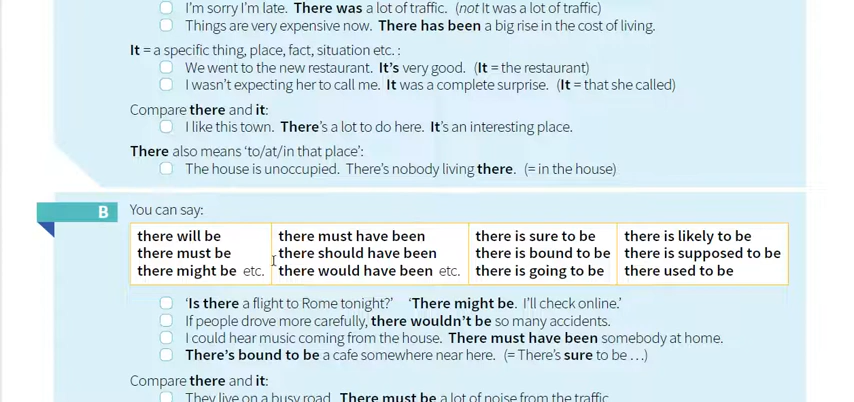 I'm sorry I'm late. There was a lot of traffic. (not It was a lot of traffic)
Things are very expensive now. There has been a big rise in the cost of living.
It = a specific thing, place, fact, situation etc. :
We went to the new restaurant. It's very good. (It = the restaurant)
I wasn't expecting her to call me. It was a complete surprise. (It = that she called)
Compare there and it:
I like this town. There's a lot to do here. It's an interesting place.
There also means 'to/at/in that place':
The house is unoccupied. There's nobody living there. (= in the house)
B You can say:
there will be there must have been there is sure to be there is likely to be
there must be there should have been there is bound to be there is supposed to be
there might be etc. there would have been etc. there is going to be there used to be
'Is there a flight to Rome tonight?' 'There might be. I'll check online.'
If people drove more carefully, there wouldn't be so many accidents.
I could hear music coming from the house. There must have been somebody at home.
There's bound to be a cafe somewhere near here. (= There's sure to be ...)
Compare there and it:
They live on a busy road. There must be a lot of noise from the traffic.